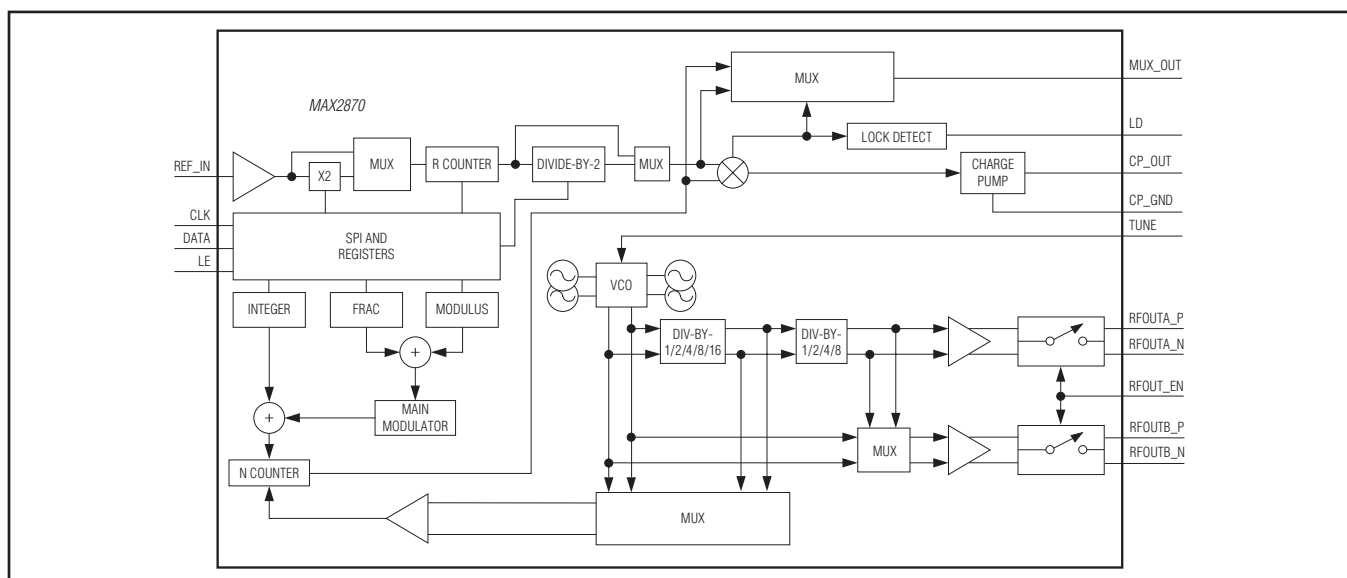 MAX2870
MUX
MUX_OUT
LOCK DETECT
LD
REF_IN
X2
MUX
R COUNTER
DIVIDE-BY-2
MUX
CHARGE
PUMP
CP_OUT
CP_GND
TUNE
CLK
DATA
LE
SPI AND
REGISTERS
VCO
INTEGER
FRAC
MODULUS
+
MAIN
MODULATOR
+
N COUNTER
DIV-BY-
1/2/4/8/16
DIV-BY-
1/2/4/8
RFOUTA_P
RFOUTA_N
RFOUT_EN
MUX
RFOUTB_P
RFOUTB_N
MUX